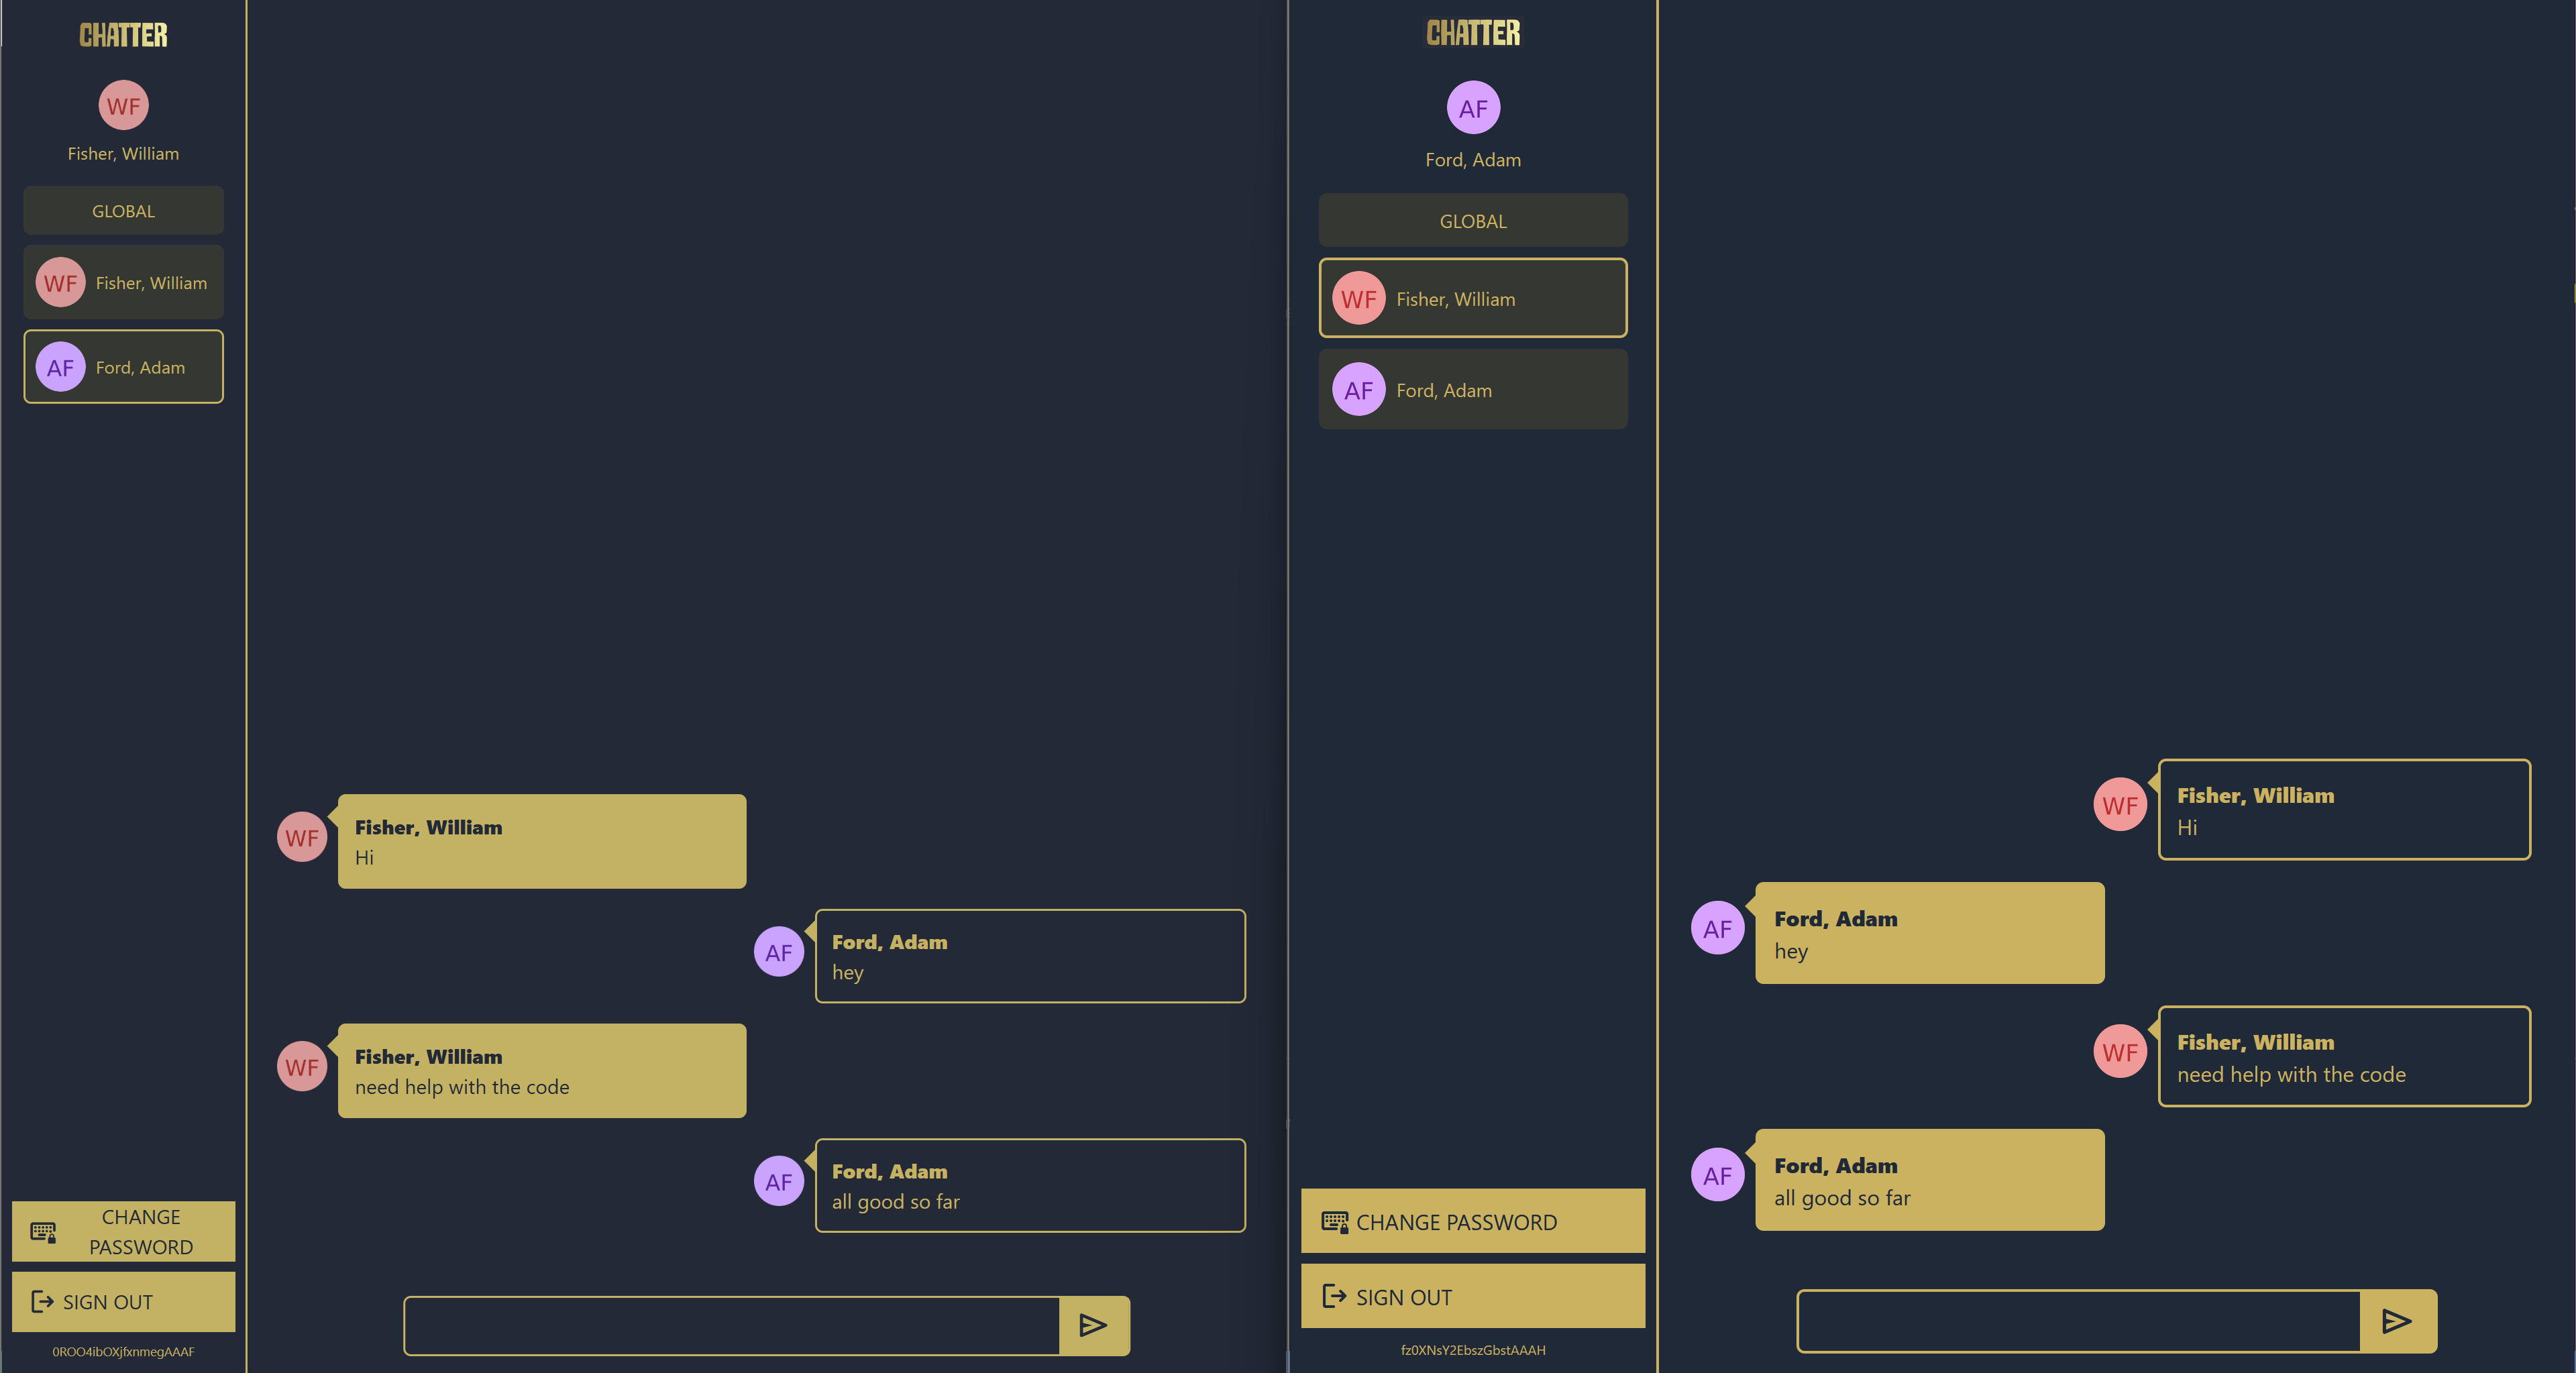 CHATTER
WF
Fisher, William
GLOBAL
WF Fisher, William
AF Ford, Adam
CHANGE
PASSWORD
SIGN OUT
0ROO4ibOXjfxnmegAAAF
WF
Fisher, William
Hi
AF
Ford, Adam
hey
WF
Fisher, William
need help with the code
AF
Ford, Adam
all good so far
CHATTER
AF
Ford, Adam
GLOBAL
WF Fisher, William
AF Ford, Adam
CHANGE PASSWORD
SIGN OUT
fz0XNsY2EbszGbstAAAH
WF
Fisher, William
Hi
AF
Ford, Adam
hey
WF
Fisher, William
need help with the code
AF
Ford, Adam
all good so far